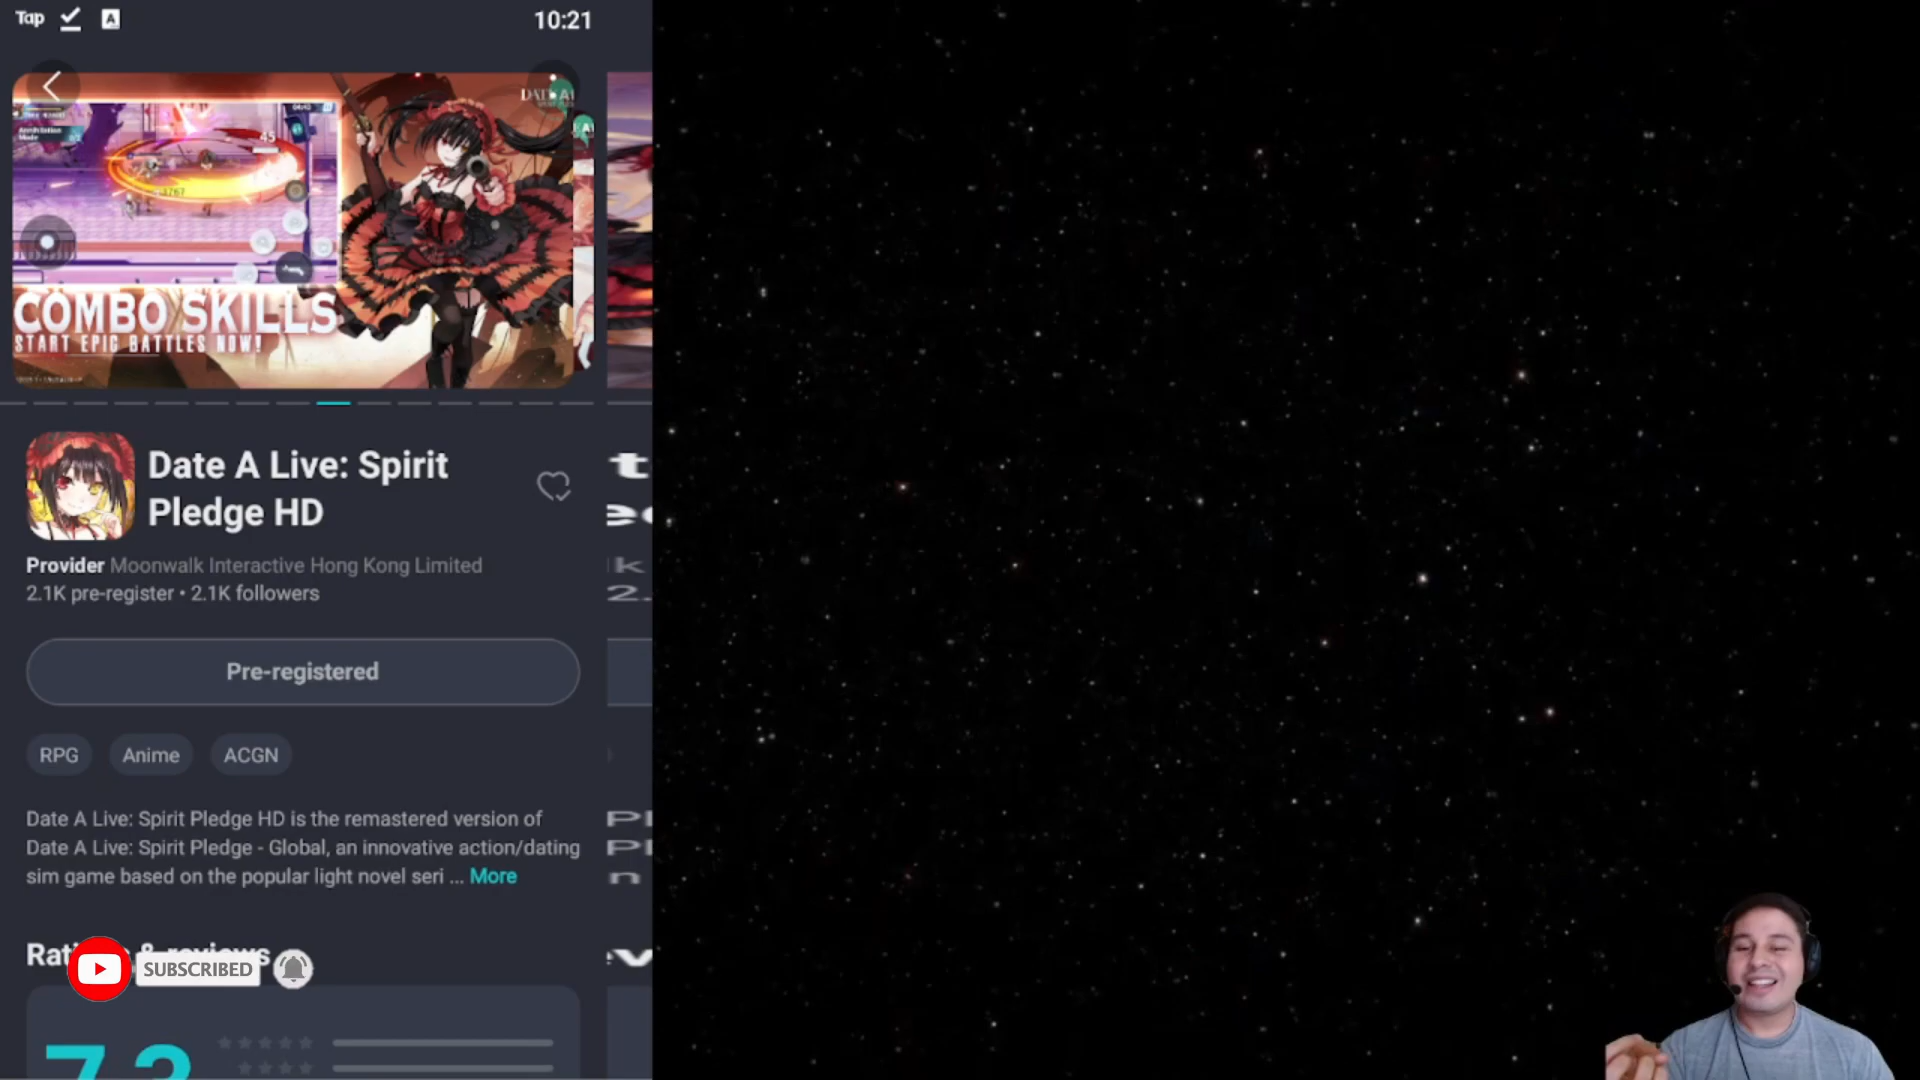 Tap
A
10:21
COMBO SKILLS
START EPIC BATTLES NOW!
45
Date A Live: Spirit
Pledge HD
Provider Moonwalk Interactive Hong Kong Limited
2.1K pre-register • 2.1K followers
Pre-registered
RPG
Anime
ACGN
Date A Live: Spirit Pledge HD is the remastered version of
Date A Live: Spirit Pledge - Global, an innovative action/dating
sim game based on the popular light novel seri ... More
SUBSCRIBED
7.3